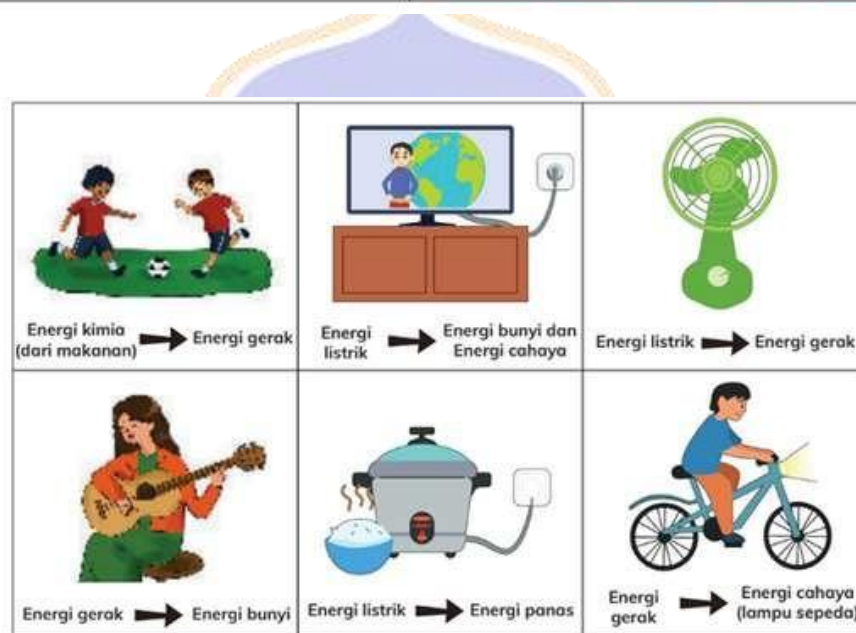 Energi kimia
(dari makanan) → Energi gerak
Energi
listrik → Energi bunyi dan
Energi cahaya
Energi listrik → Energi gerak
Energi gerak → Energi bunyi
Energi listrik → Energi panas
Energi
gerak → Energi cahaya
(lampu sepeda)